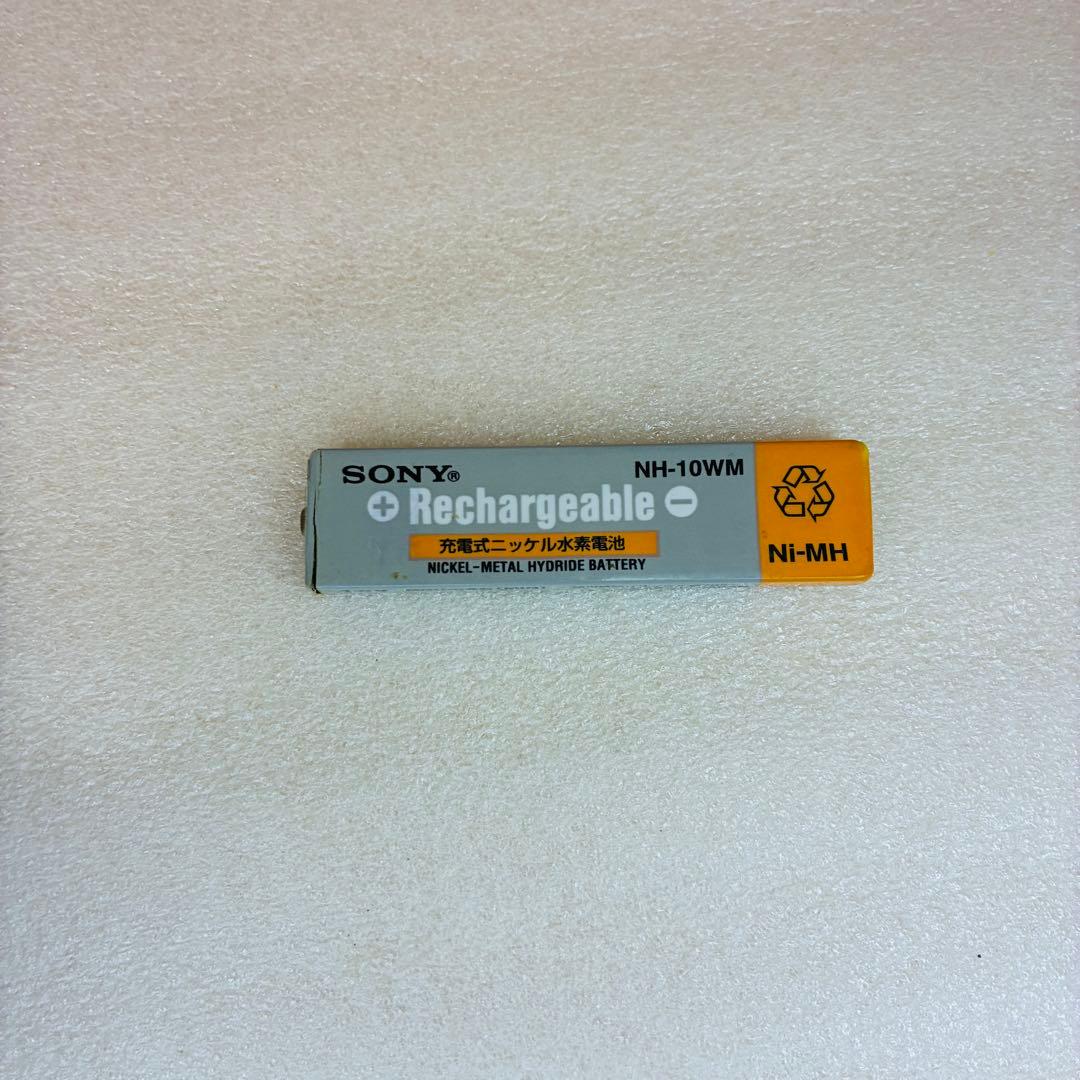 SONY® NH-10WM
+ Rechargeable −
充電式ニッケル水素電池
NICKEL-METAL HYDRIDE BATTERY
Ni-MH